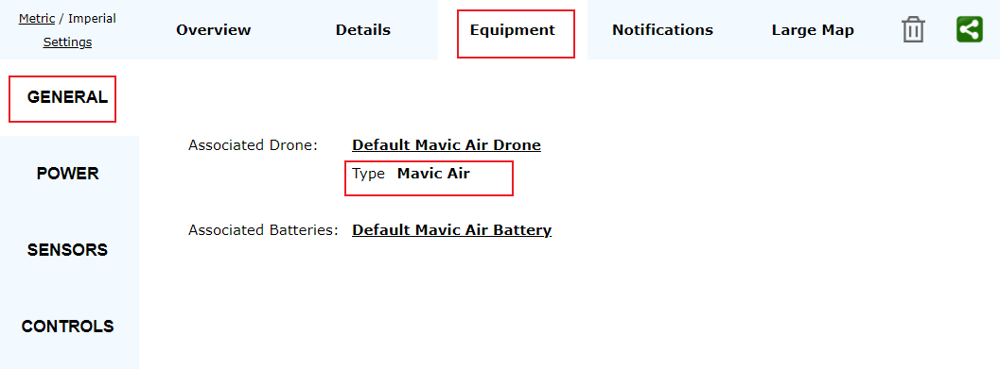 Metric / Imperial
Settings
Overview
Details
Equipment
Notifications
Large Map
GENERAL
POWER
SENSORS
CONTROLS
Associated Drone: Default Mavic Air Drone
Type Mavic Air
Associated Batteries: Default Mavic Air Battery